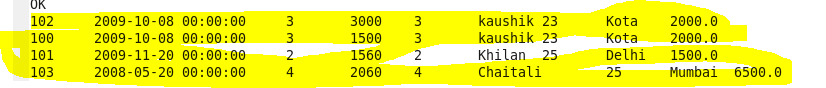 OK
102 2009-10-08 00:00:00 3 3000 3 kaushik 23 Kota 2000.0
100 2009-10-08 00:00:00 3 1500 3 kaushik 23 Kota 2000.0
101 2009-11-20 00:00:00 2 1560 2 Khilan 25 Delhi 1500.0
103 2008-05-20 00:00:00 4 2060 4 Chaitali 25 Mumbai 6500.0